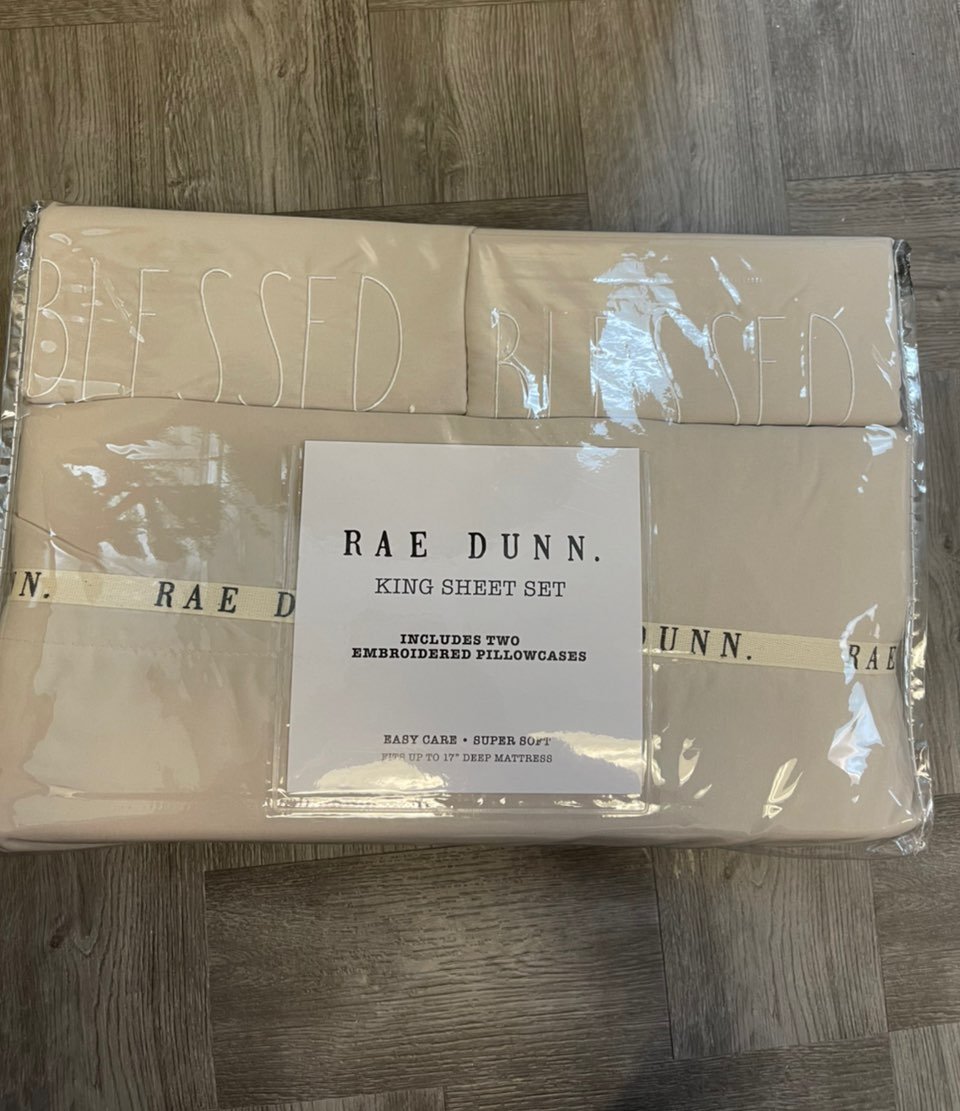 BLESSED
BLESSED
RAE DUNN.
KING SHEET SET
INCLUDES TWO
EMBROIDERED PILLOWCASES
N. RAE D
UNN. RAE
EASY CARE • SUPER SOFT
FITS UP TO 17" DEEP MATTRESS